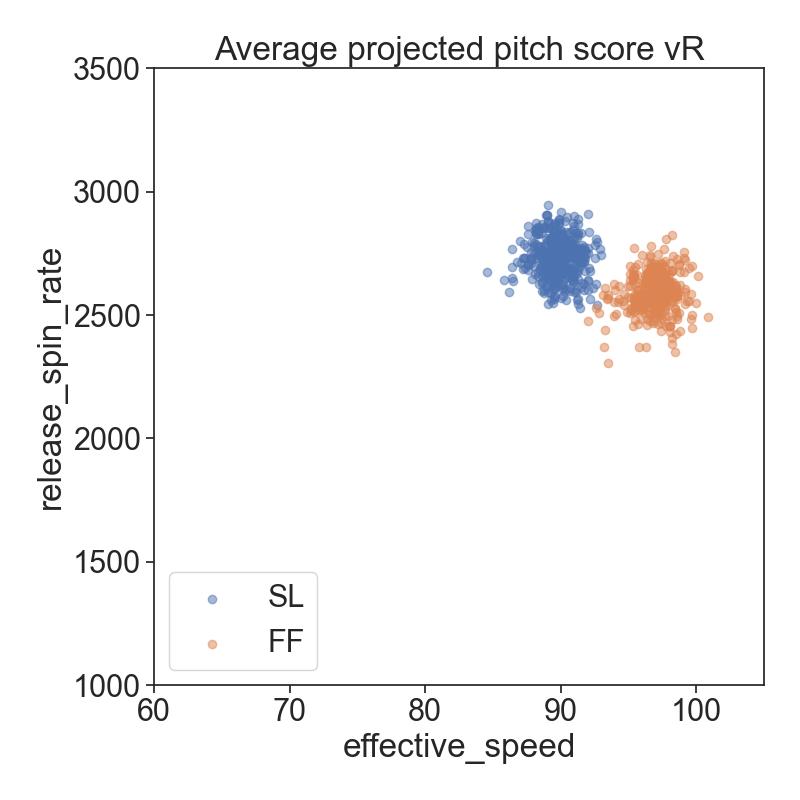 Average projected pitch score vR
3500
3000
2500
2000
1500
1000
release_spin_rate
SL
FF
60 70 80 90 100
effective_speed